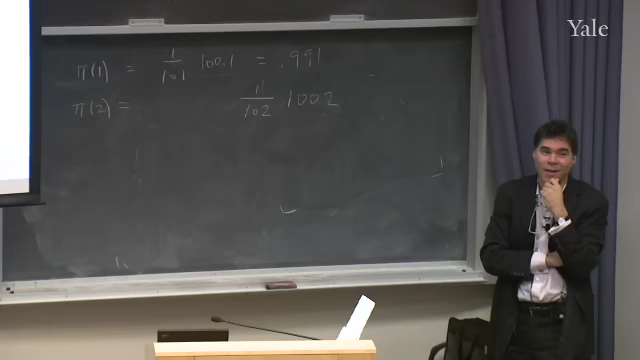 Yale
π(1) = 1/101 100.1 = .991
π(2) = 1/102 100.2